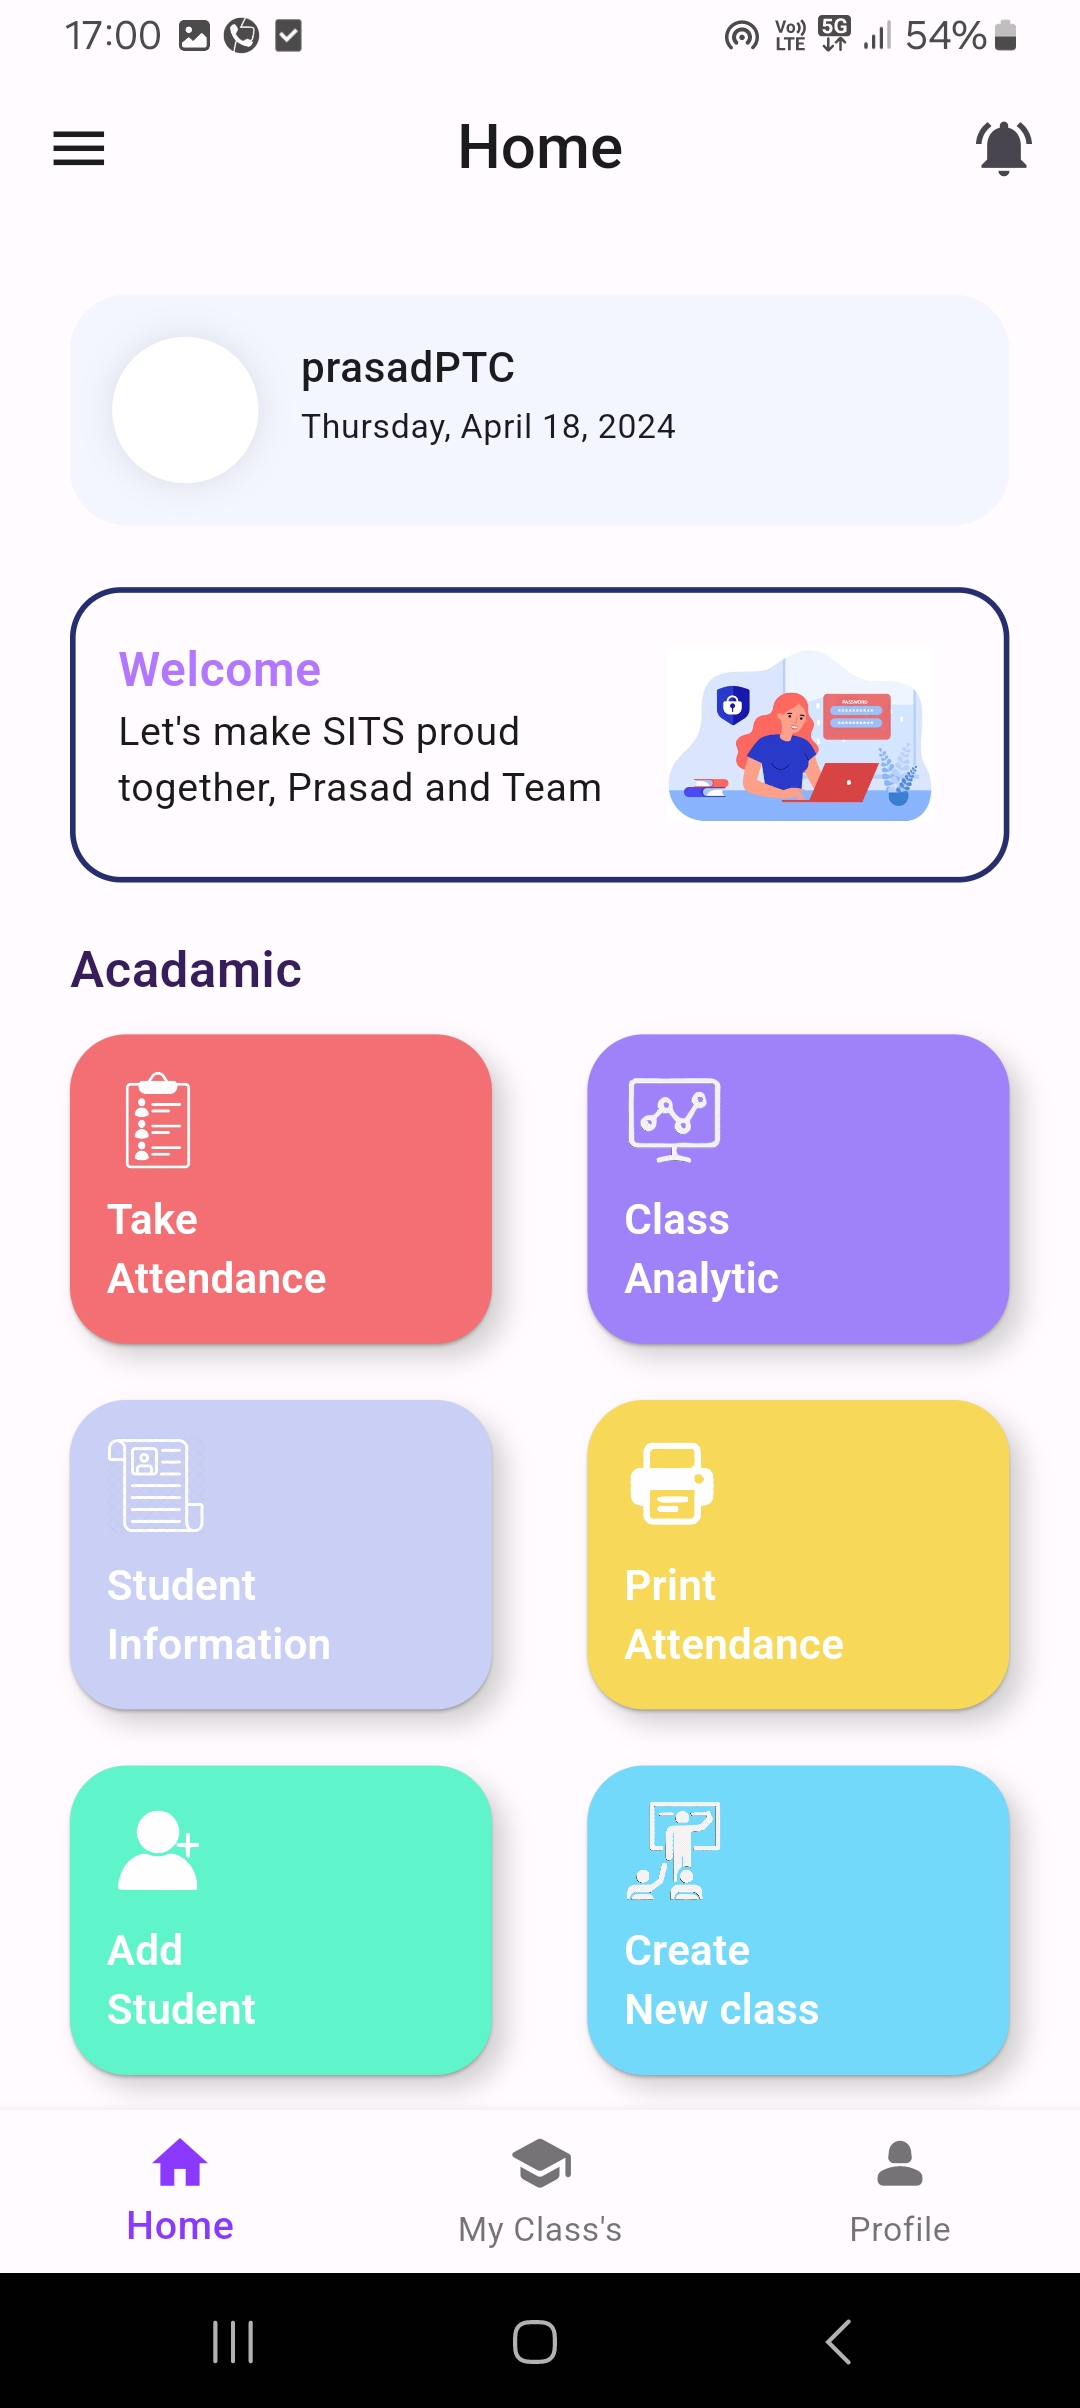 17:00
Vo)) LTE 5G 54%
Home
prasadPTC
Thursday, April 18, 2024
Welcome
Let's make SITS proud
together, Prasad and Team
PASSWORD
Acadamic
Take
Attendance
Class
Analytic
Student
Information
Print
Attendance
Add
Student
Create
New class
Home
My Class's
Profile